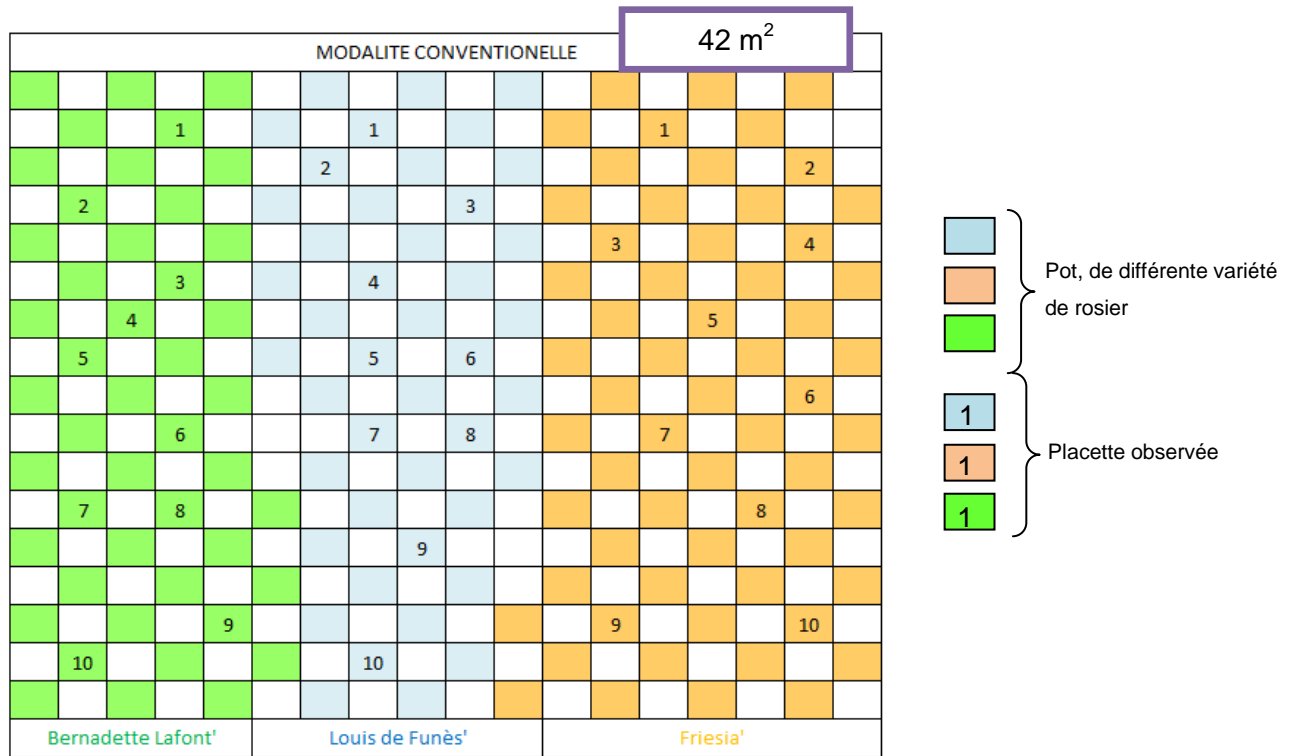 MODALITE CONVENTIONELLE
42 m²
1 1 1
2 2
2 3
3 4
3 4
4 5
5 5 6
6
6 7 8 7
7 8 8
9
9 9 10
10 10
Bernadette Lafont' Louis de Funès' Friesia'
Pot, de différente variété
de rosier
1
1
1
Placette observée